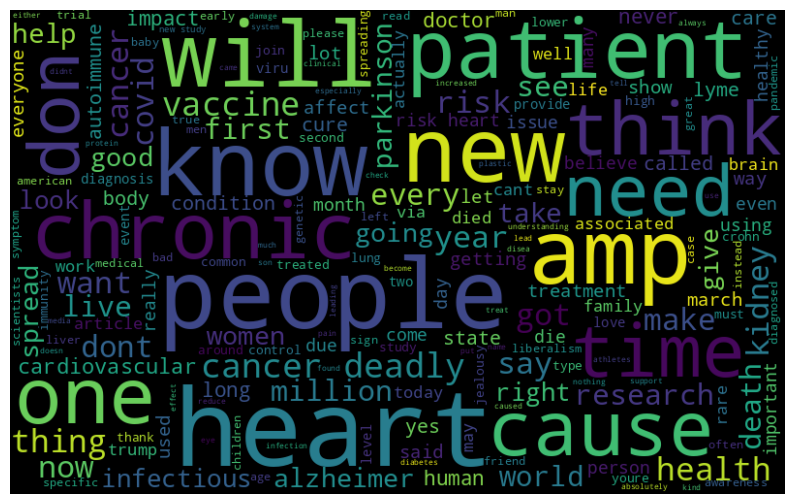 either
trial
impact
early
damage
system
new study
please
join
viru
lot
spreading
baby
man
read
doctor
lower
influenza
always
never
many
care
didnt
came
clinical
especially
will
patient
help
don
everyone
autoimmune
cancer
covid
vaccine
affect
first
cure
true
men
second
parkinson
actually
see
well
life
show
healthy
tell
increased
provide
high
great
pandemic
risk
risk heart
issue
lyme
think
good
american
diagnosis
protein
know
new
plastic
check
cant
stay
believe
called
brain
way
use
look
body
condition
month
genetic
every
let
need
even
event
left
via
died
take
associated
using
symptom
chronic
going
year
understanding
lead
disea
getting
amp
case
instead
give
crohn
bad
much
lung
son
become
treat
work
medical
common
treated
two
day
treatment
march
kidney
scientists
immunity
want
really
people
got
make
must
diagnosed
spread
live
article
women
family
love
media
liver
around
control
due
sign
study
come
state
die
liberalism
time
dont
doesn
leading
pain
put
home
type
athletes
cardiovascular
found
cancer
deadly
say
nothing
support
effect
reduce
long
million
today
jealousy
right
research
death
important
one
heart
cause
caused
rare
eye
children
level
yes
thing
thank
used
may
said
person
often
now
trump
infection
diabetes
friend
youre
health
specific
infectious
age
alzheimer
human
world
absolutely
kind
awareness